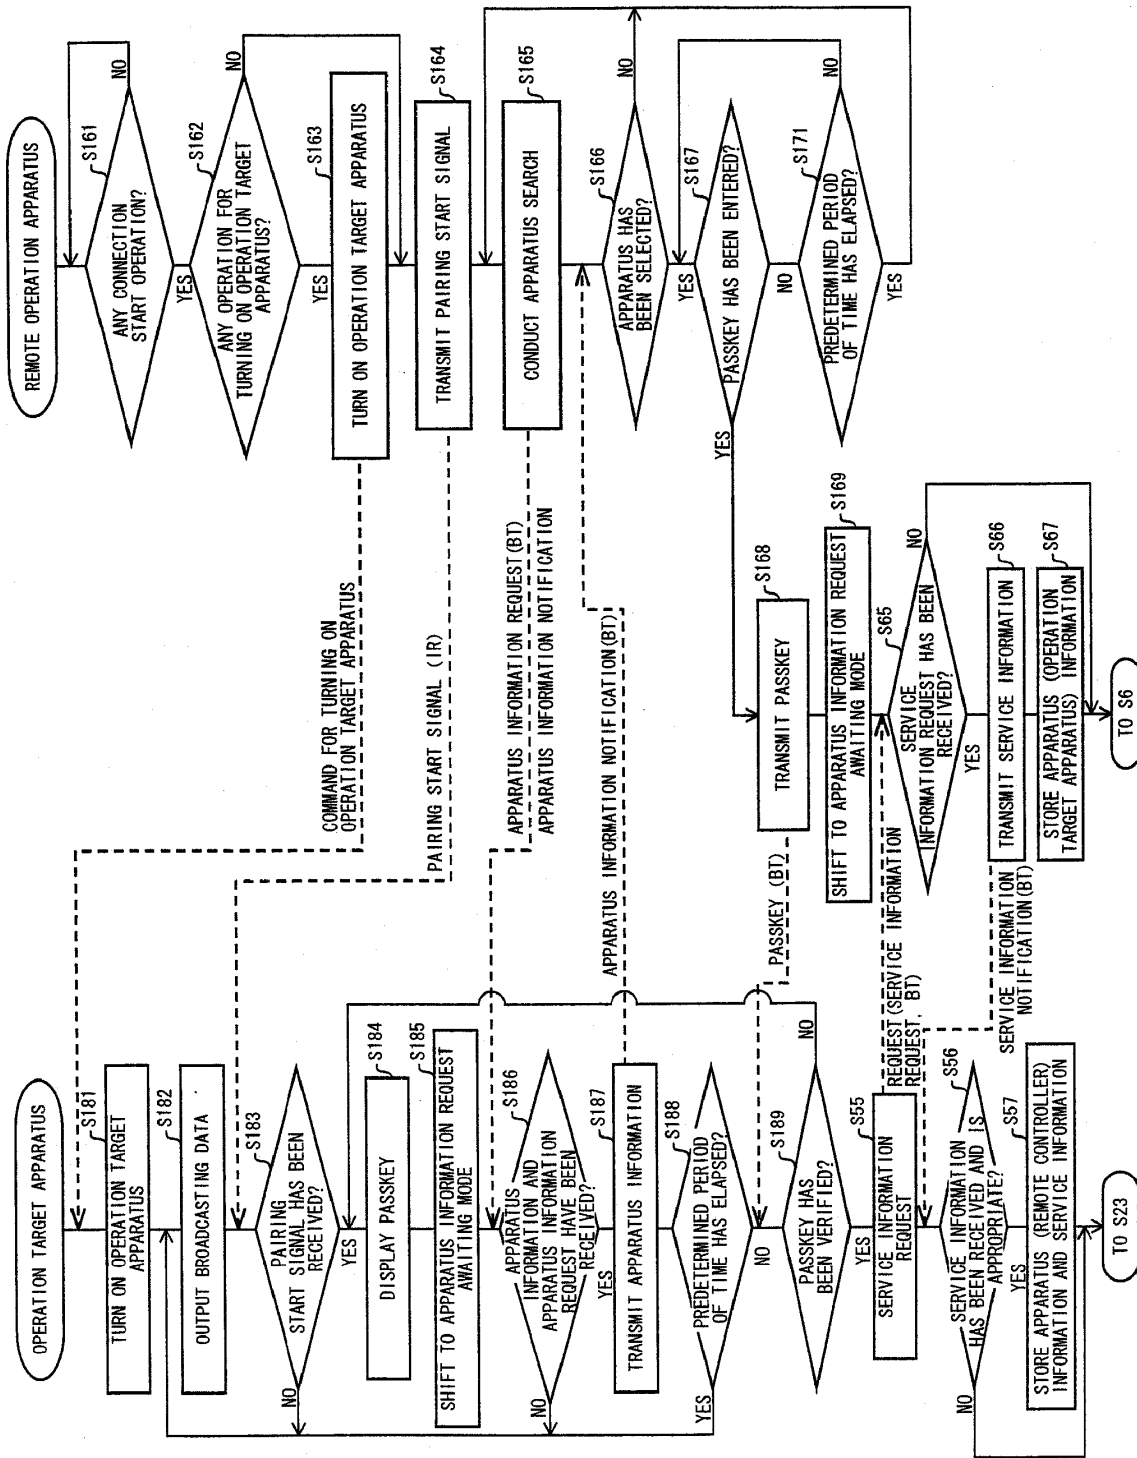 REMOTE OPERATION APPARATUS
S161
ANY CONNECTION
START OPERATION?
NO
YES
S162
ANY OPERATION FOR
TURNING ON OPERATION TARGET
APPARATUS?
NO
YES
S163
TURN ON OPERATION TARGET APPARATUS
S164
TRANSMIT PAIRING START SIGNAL
S165
CONDUCT APPARATUS SEARCH
S166
APPARATUS HAS
BEEN SELECTED?
NO
YES
S167
PASSKEY HAS BEEN ENTERED?
YES
NO
S171
PREDETERMINED PERIOD
OF TIME HAS ELAPSED?
NO
YES
S168
TRANSMIT PASSKEY
S169
SHIFT TO APPARATUS INFORMATION REQUEST
AWAITING MODE
S65
SERVICE
INFORMATION REQUEST HAS BEEN
RECEIVED?
NO
YES
S66
TRANSMIT SERVICE INFORMATION
S67
STORE APPARATUS (OPERATION
TARGET APPARATUS) INFORMATION
TO S6
COMMAND FOR TURNING ON
OPERATION TARGET APPARATUS
PAIRING START SIGNAL (IR)
APPARATUS INFORMATION REQUEST(BT)
APPARATUS INFORMATION NOTIFICATION
APPARATUS INFORMATION NOTIFICATION(BT)
PASSKEY (BT)
REQUEST(SERVICE INFORMATION
REQUEST, BT)
SERVICE INFORMATION
NOTIFICATION(BT)
OPERATION TARGET APPARATUS
S181
TURN ON OPERATION TARGET
APPARATUS
S182
OUTPUT BROADCASTING DATA
S183
PAIRING
START SIGNAL HAS BEEN
RECEIVED?
NO
YES
S184
DISPLAY PASSKEY
S185
SHIFT TO APPARATUS INFORMATION REQUEST
AWAITING MODE
S186
APPARATUS
INFORMATION AND
APPARATUS INFORMATION
REQUEST HAVE BEEN
RECEIVED?
NO
YES
S187
TRANSMIT APPARATUS INFORMATION
S188
PREDETERMINED PERIOD
OF TIME HAS ELAPSED?
YES
NO
S189
PASSKEY HAS
BEEN VERIFIED?
NO
YES
S55
SERVICE INFORMATION
REQUEST
S56
SERVICE INFORMATION
HAS BEEN RECEIVED AND IS
APPROPRIATE?
NO
YES
S57
STORE APPARATUS (REMOTE CONTROLLER)
INFORMATION AND SERVICE INFORMATION
TO S23